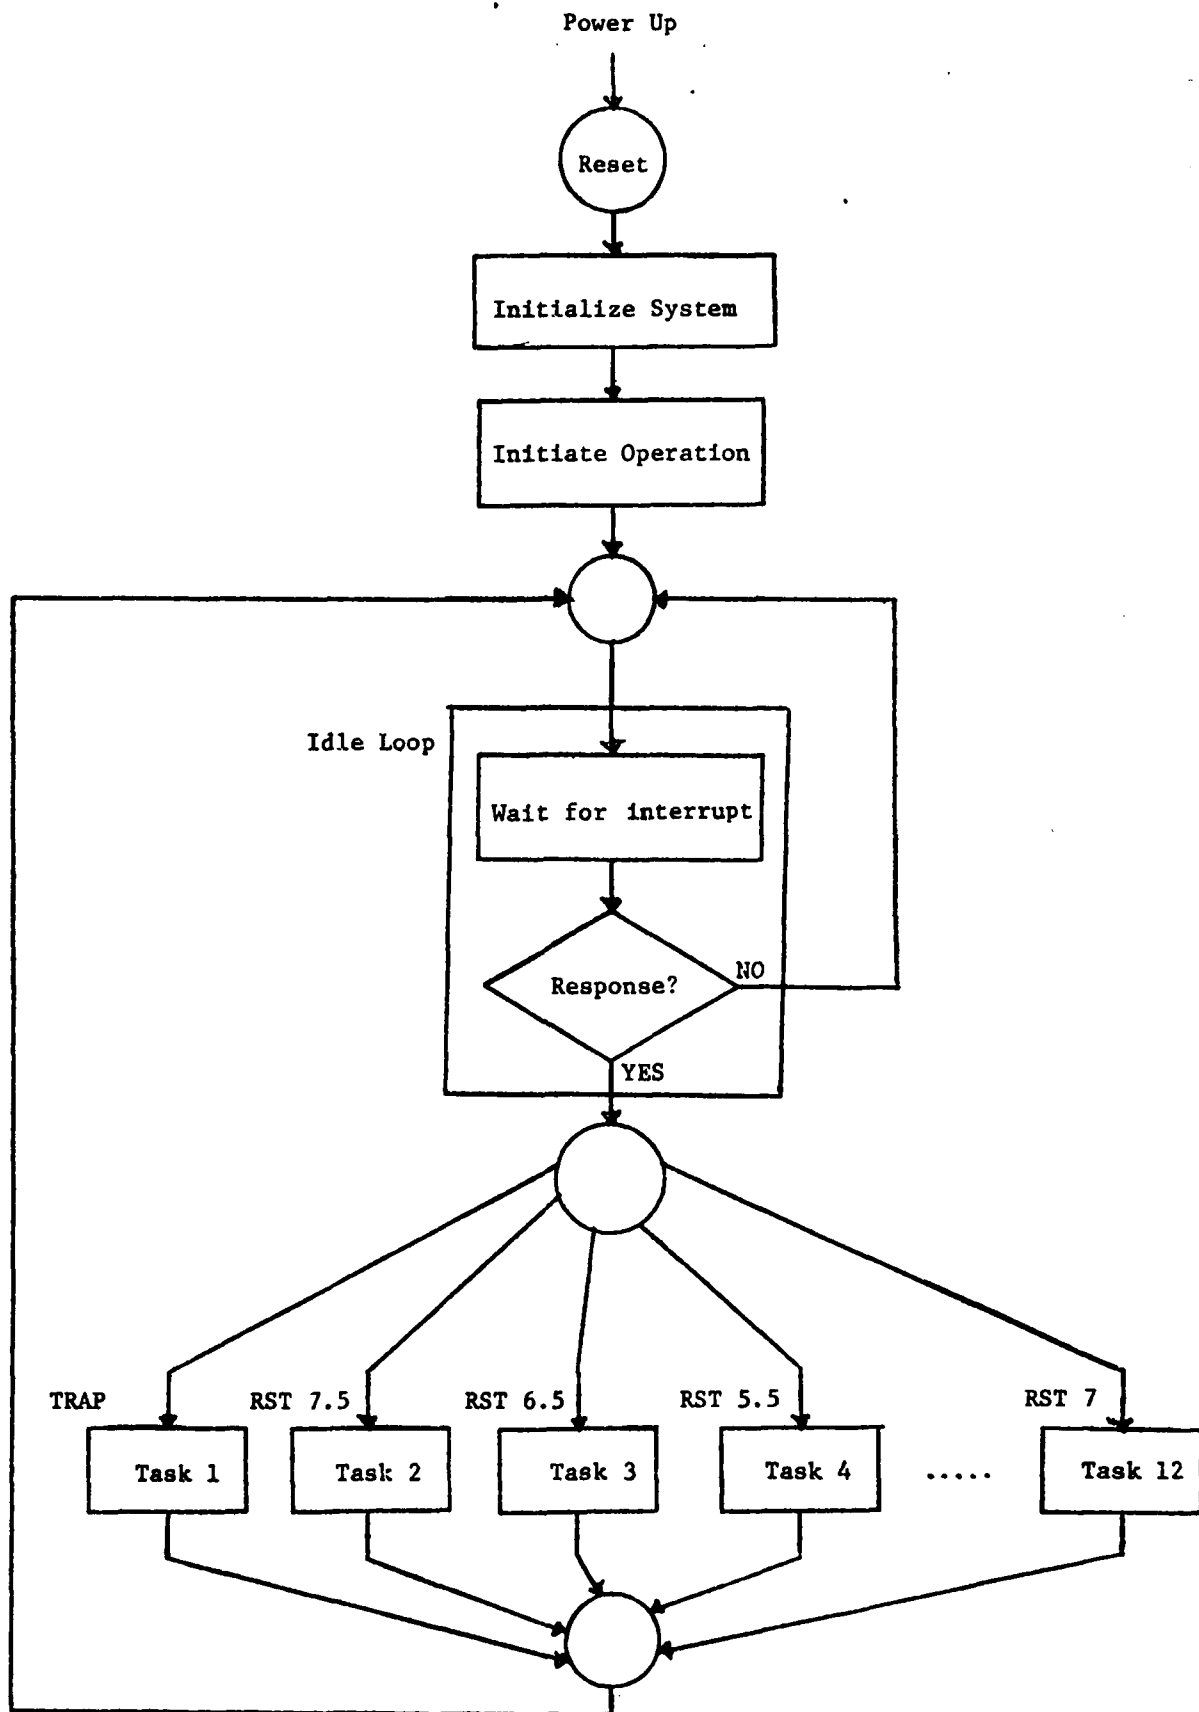 Power Up
Reset
Initialize System
Initiate Operation
Idle Loop
Wait for interrupt
Response?
NO
YES
TRAP
RST 7.5
RST 6.5
RST 5.5
RST 7
Task 1
Task 2
Task 3
Task 4
.....
Task 12